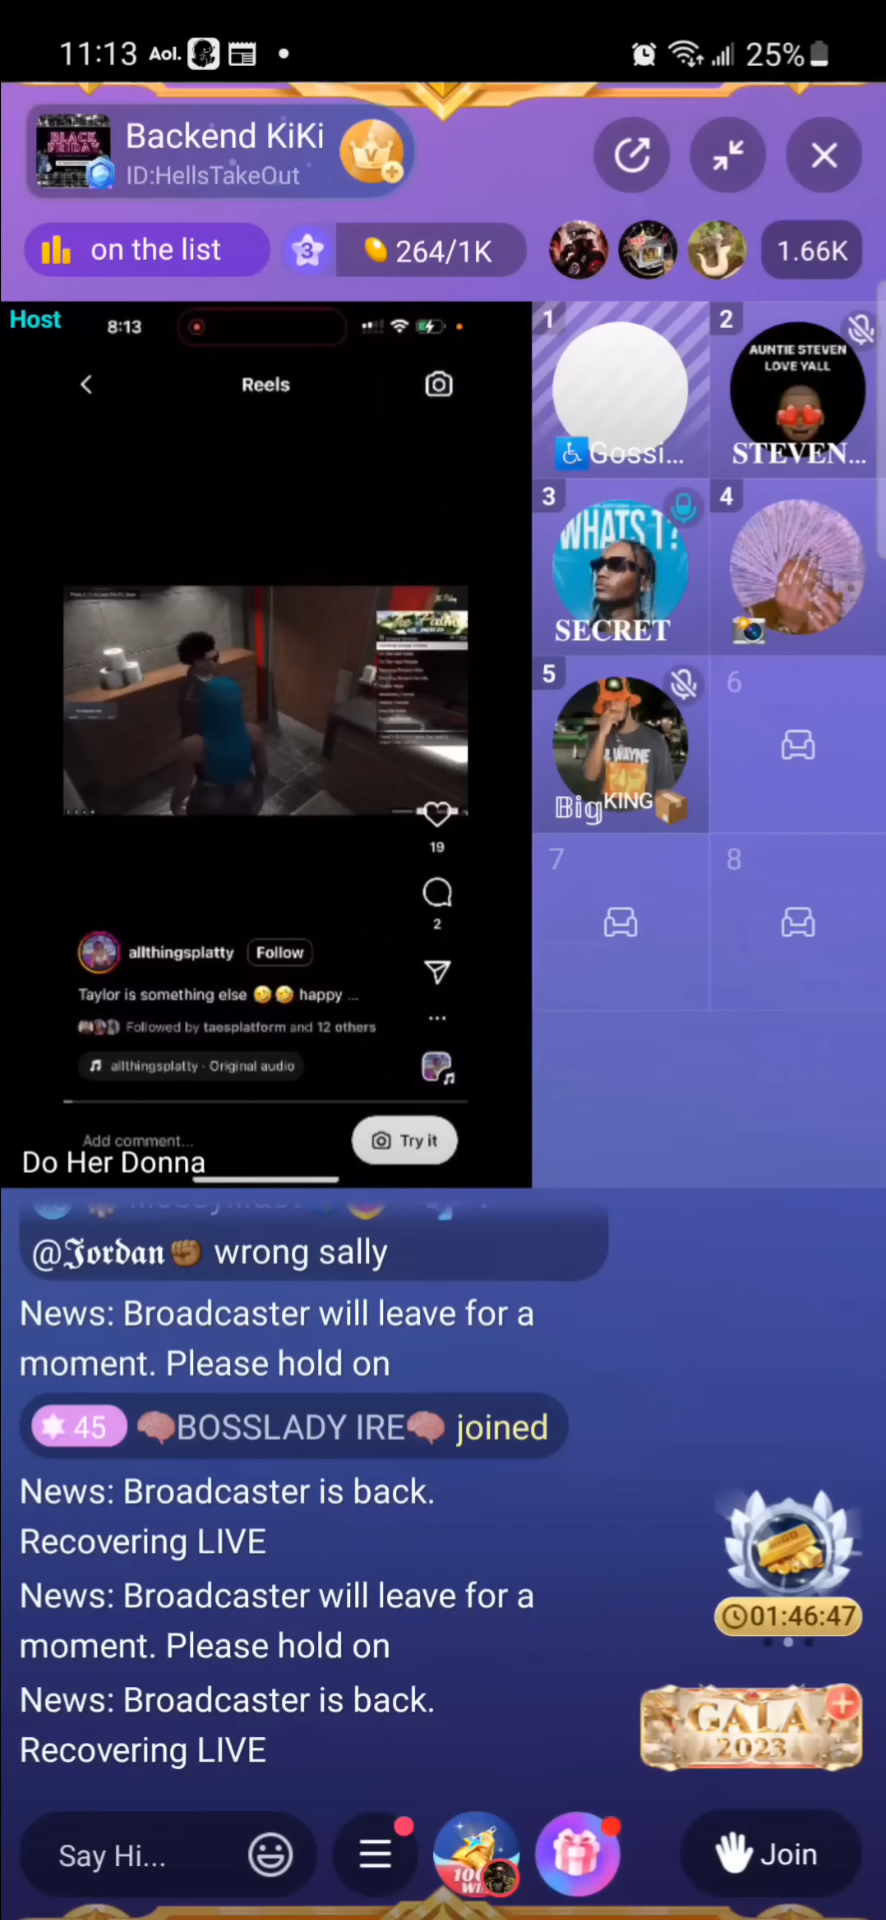 11:13 Aol. 25%
Backend KiKi
ID:HellsTakeOut
on the list
3
264/1K
1.66K
Host
8:13
Reels
19
2
allthingsplatty Follow
Taylor is something else 🤣🤣 happy ...
Followed by taesplatform and 12 others
allthingsplatty · Original audio
Add comment...
Try it
Do Her Donna
1
♿Gossi...
2
AUNTIE STEVEN
LOVE YALL
𝐒𝐓𝐄𝐕𝐄𝐍...
3
WHATS T?
𝐒𝐄𝐂𝐑𝐄𝐓
4
📸
5
WAYNE
𝔹𝕚𝕘ᴷᴵᴺᴳ📦
6
7
8
@𝕵𝖔𝖗𝖉𝖆𝖓✊🏾 wrong sally
News: Broadcaster will leave for a
moment. Please hold on
45 🧠BOSSLADY IRE🧠 joined
News: Broadcaster is back.
Recovering LIVE
News: Broadcaster will leave for a
moment. Please hold on
News: Broadcaster is back.
Recovering LIVE
01:46:47
GALA
2023
Say Hi...
Join